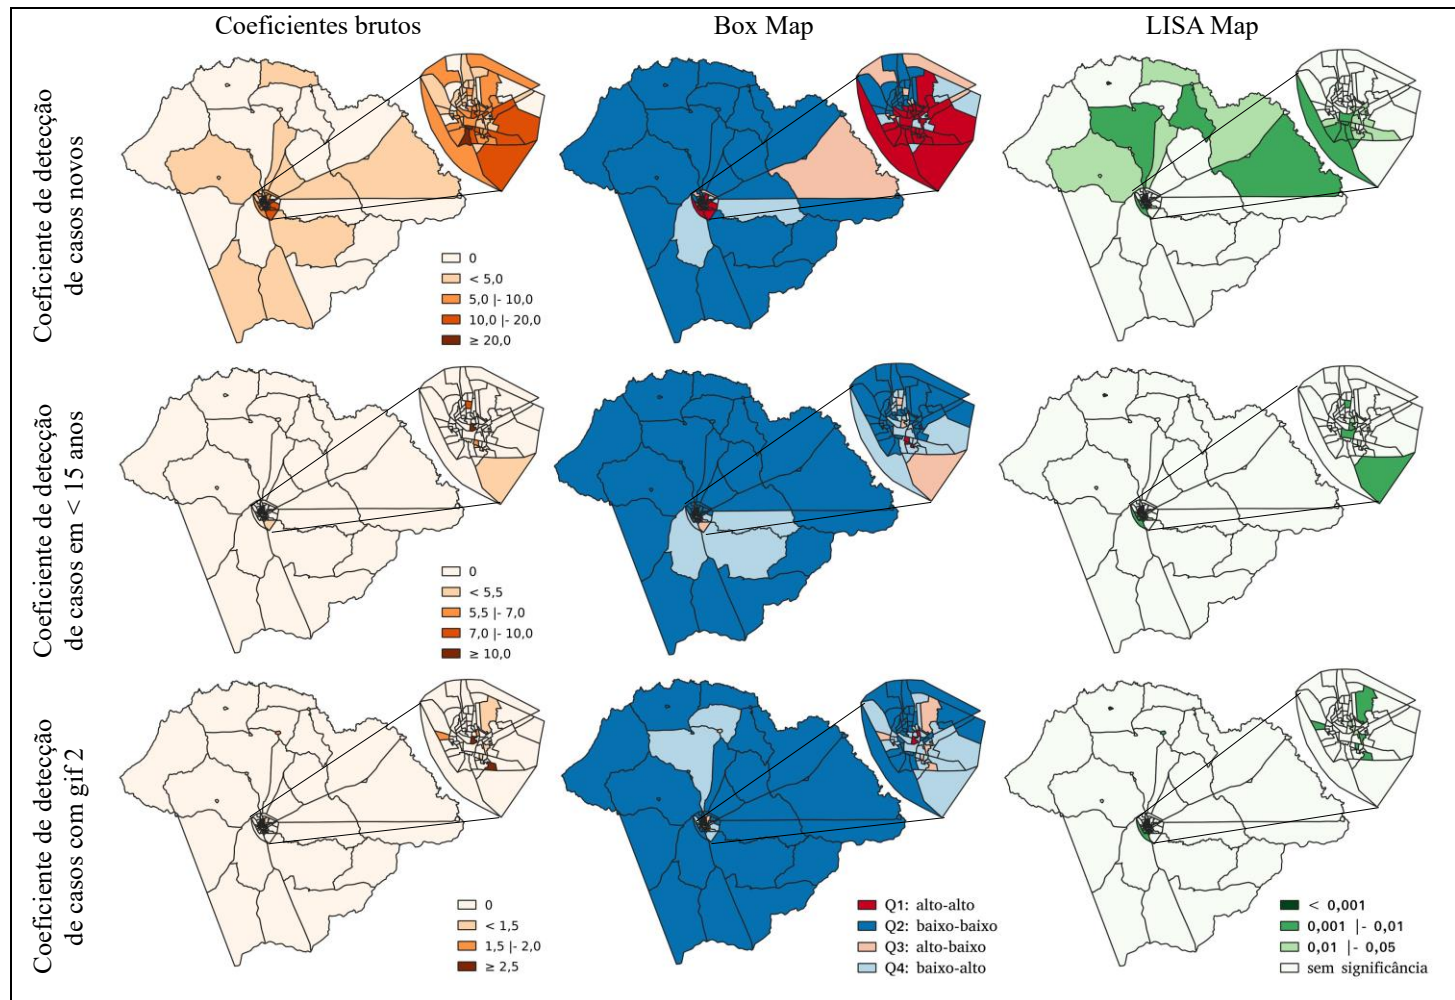 Coeficientes brutos
Box Map
LISA Map
Coeficiente de detecção
de casos novos
0
< 5,0
5,0 |- 10,0
10,0 |- 20,0
≥ 20,0
Coeficiente de detecção
de casos em < 15 anos
0
< 5,5
5,5 |- 7,0
7,0 |- 10,0
≥ 10,0
Coeficiente de detecção
de casos com gif 2
0
< 1,5
1,5 |- 2,0
≥ 2,5
Q1: alto-alto
Q2: baixo-baixo
Q3: alto-baixo
Q4: baixo-alto
< 0,001
0,001 |- 0,01
0,01 |- 0,05
sem significância